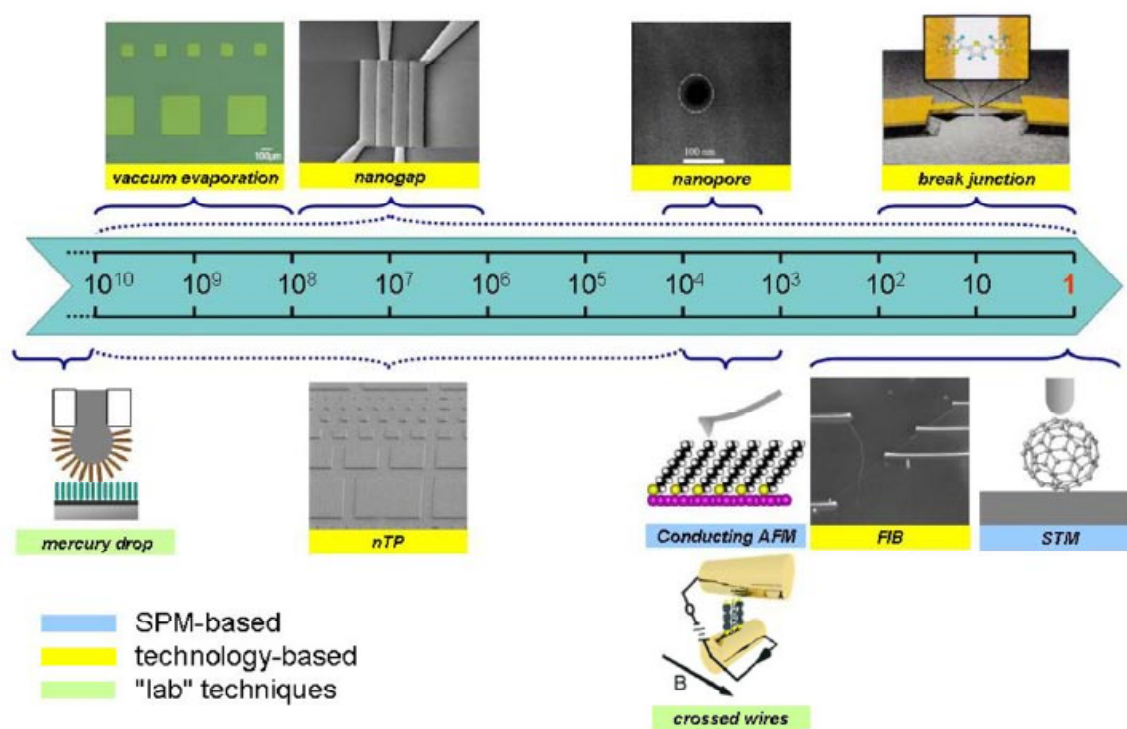 100µm
vaccum evaporation
nanogap
100 nm
nanopore
break junction
10¹⁰ 10⁹ 10⁸ 10⁷ 10⁶ 10⁵ 10⁴ 10³ 10² 10 1
mercury drop
nTP
Conducting AFM
FIB
STM
SPM-based
technology-based
"lab" techniques
B
crossed wires